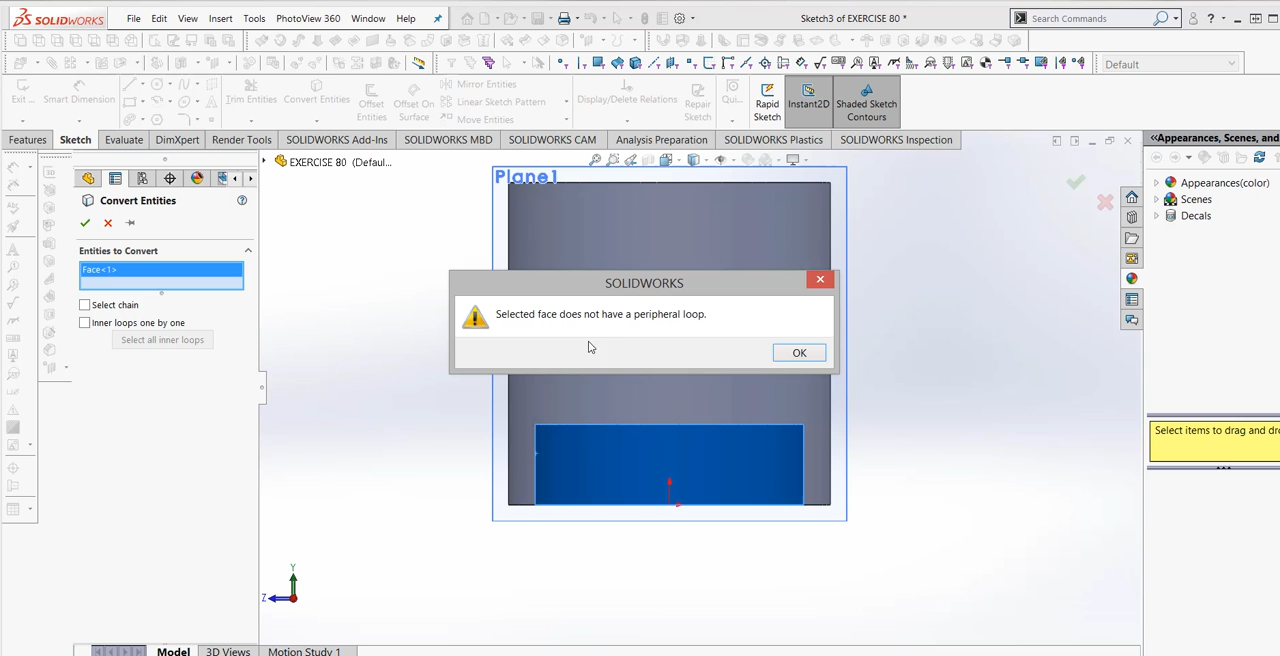 SOLIDWORKS File Edit View Insert Tools PhotoView 360 Window Help Sketch3 of EXERCISE 80 * Search Commands ?
Default
Exit ... Smart Dimension Trim Entities Convert Entities Offset Entities Offset On Surface Mirror Entities Linear Sketch Pattern Move Entities Display/Delete Relations Repair Sketch Qui... Rapid Sketch Instant2D Shaded Sketch Contours
Features Sketch Evaluate DimXpert Render Tools SOLIDWORKS Add-Ins SOLIDWORKS MBD SOLIDWORKS CAM Analysis Preparation SOLIDWORKS Plastics SOLIDWORKS Inspection
<<Appearances, Scenes, and
EXERCISE 80 (Defaul...
Convert Entities
Entities to Convert
Face<1>
Select chain
Inner loops one by one
Select all inner loops
Plane1
SOLIDWORKS
Selected face does not have a peripheral loop.
OK
Y
Z
Appearances(color)
Scenes
Decals
Select items to drag and dro
Model 3D Views Motion Study 1